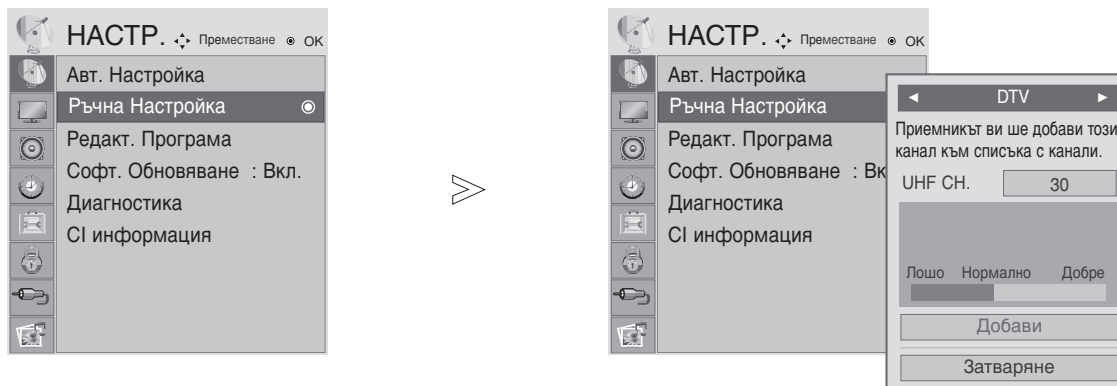 НАСТР. Преместване OK
Авт. Настройка
Ръчна Настройка
Редакт. Програма
Софт. Обновяване : Вкл.
Диагностика
CI информация
НАСТР. Преместване OK
Авт. Настройка
Ръчна Настройка
Редакт. Програма
Софт. Обновяване : Вк
Диагностика
CI информация
◄ DTV ►
Приемникът ви ше добави този
канал към списъка с канали.
UHF CH. 30
Лошо Нормално Добре
Добави
Затваряне